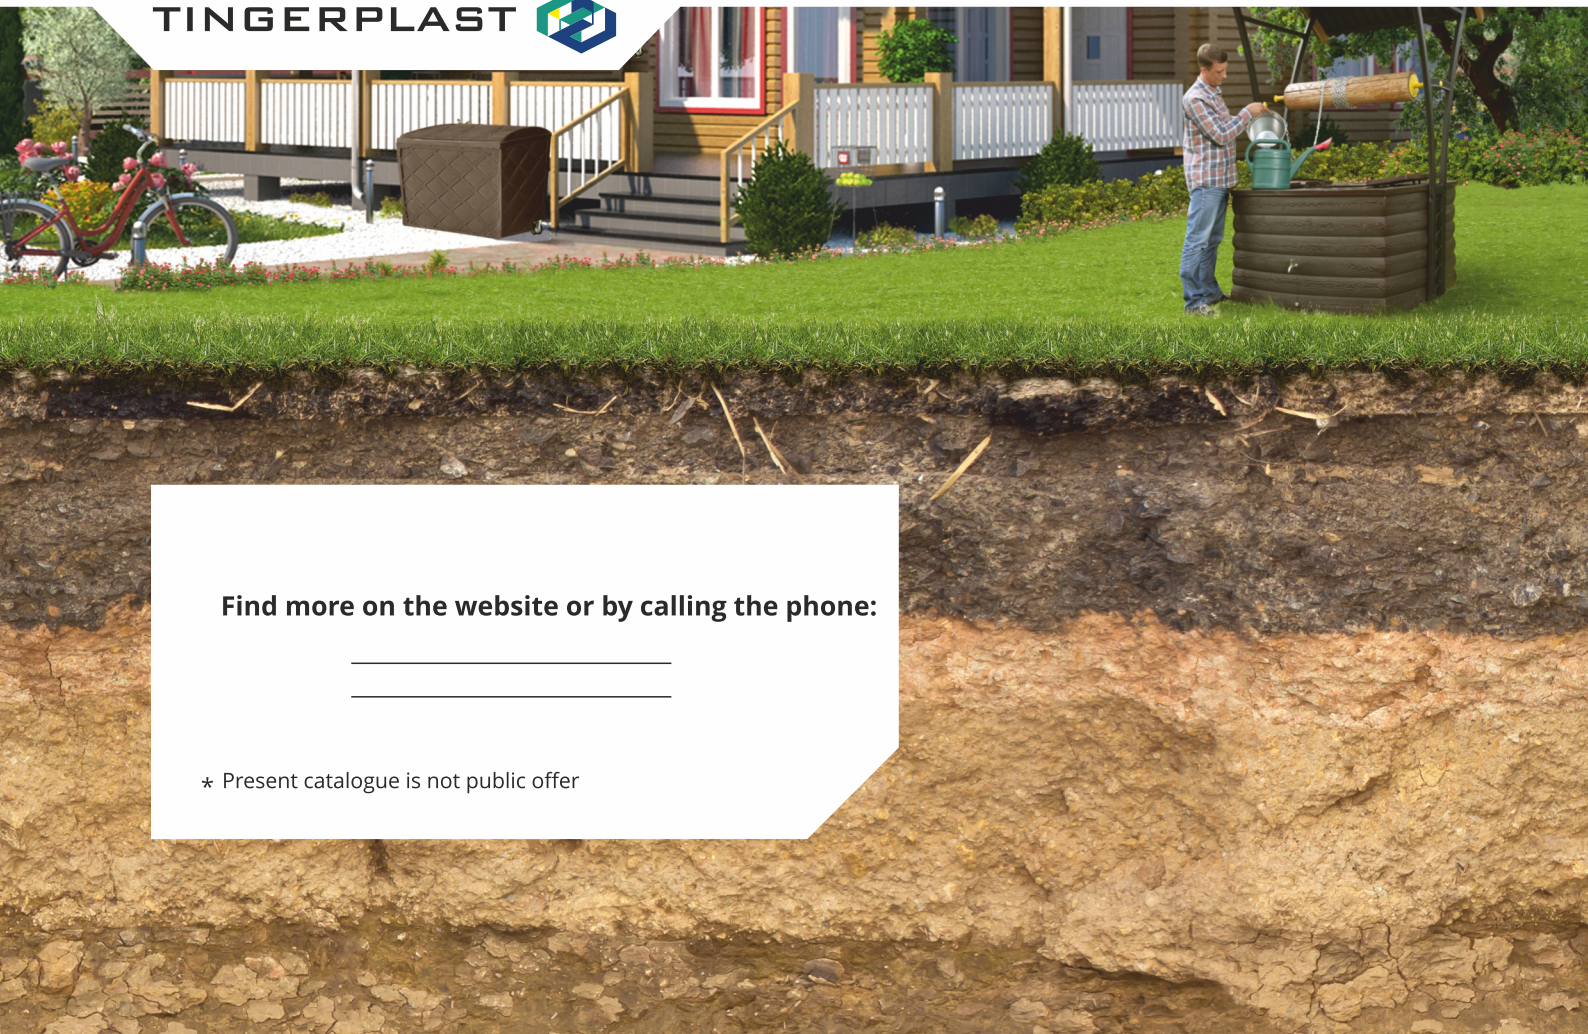 TINGERPLAST
Find more on the website or by calling the phone:
* Present catalogue is not public offer